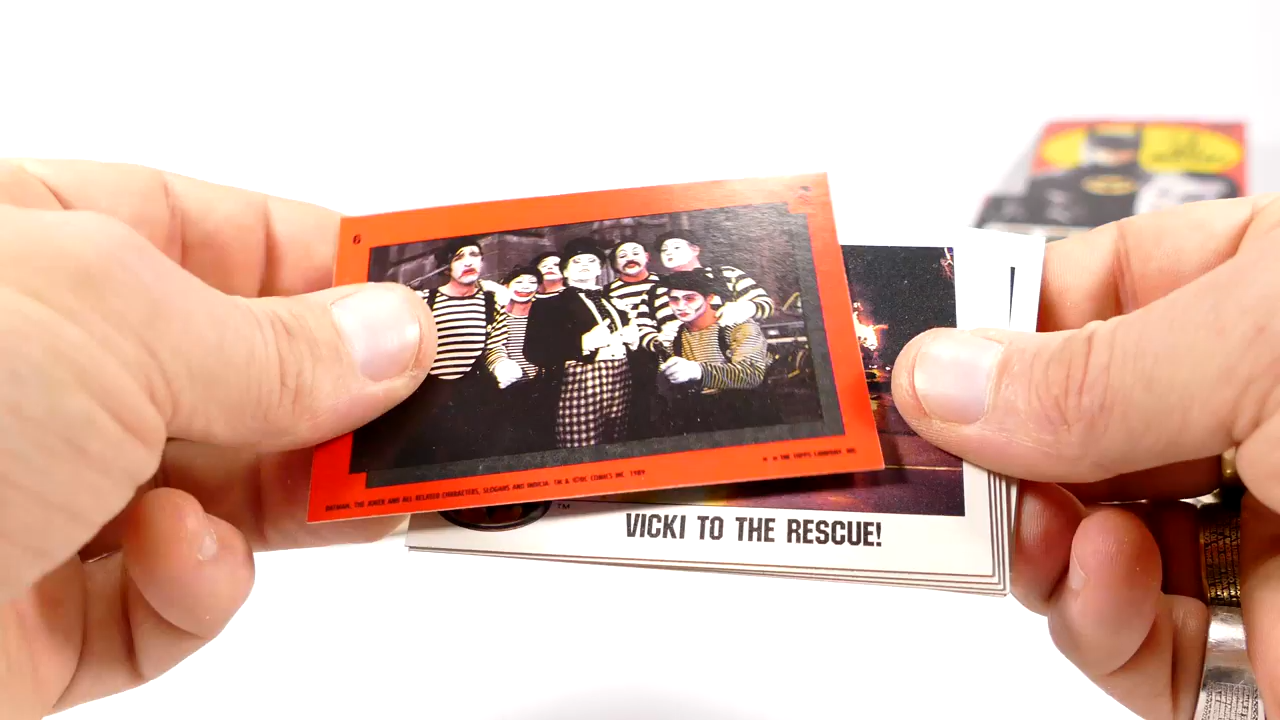 6
BATMAN, THE JOKER AND ALL RELATED CHARACTERS, SLOGANS AND INDICIA TM & © DC COMICS INC. 1989
THE TOPPS COMPANY, INC.
TM
VICKI TO THE RESCUE!